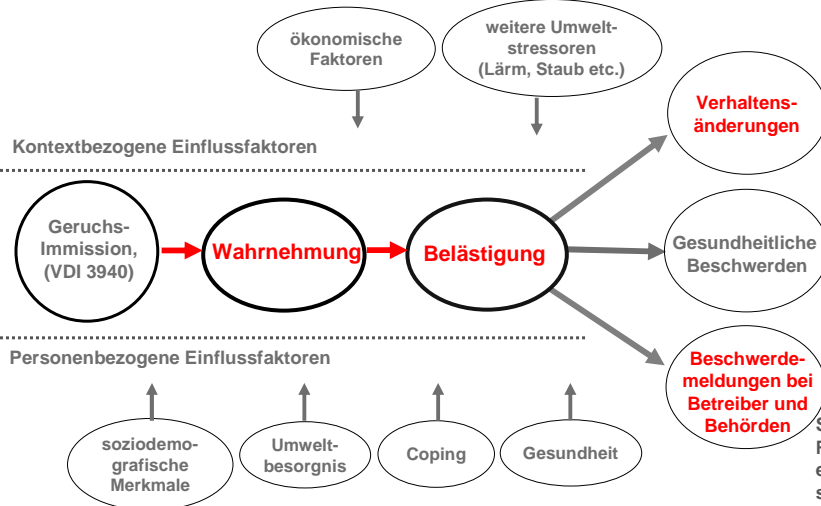 ökonomische
Faktoren
weitere Umwelt-
stressoren
(Lärm, Staub etc.)
Verhaltens-
änderungen
Kontextbezogene Einflussfaktoren
Geruchs-
Immission,
(VDI 3940)
Wahrnehmung
Belästigung
Gesundheitliche
Beschwerden
Personenbezogene Einflussfaktoren
Beschwerde-
meldungen bei
Betreiber und
Behörden
soziodemo-
grafische
Merkmale
Umwelt-
besorgnis
Coping
Gesundheit